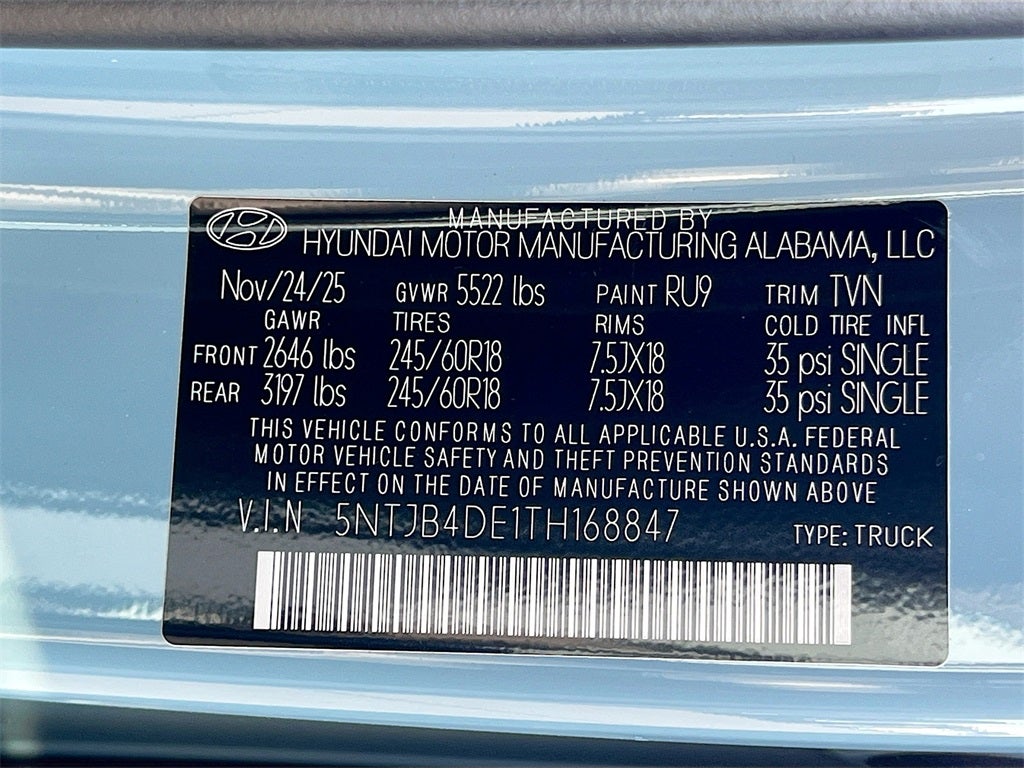 MANUFACTURED BY
HYUNDAI MOTOR MANUFACTURING ALABAMA, LLC
Nov/24/25 GVWR 5522 lbs PAINT RU9 TRIM TVN
GAWR TIRES RIMS COLD TIRE INFL
FRONT 2646 lbs 245/60R18 7.5JX18 35 psi SINGLE
REAR 3197 lbs 245/60R18 7.5JX18 35 psi SINGLE
THIS VEHICLE CONFORMS TO ALL APPLICABLE U.S.A. FEDERAL
MOTOR VEHICLE SAFETY AND THEFT PREVENTION STANDARDS
IN EFFECT ON THE DATE OF MANUFACTURE SHOWN ABOVE
V.I.N 5NTJB4DE1TH168847 TYPE: TRUCK